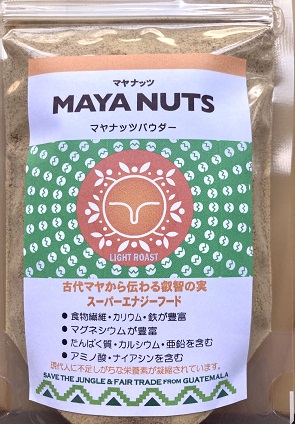 マヤナッツ
MAYA NUTS
マヤナッツパウダー
LIGHT ROAST
古代マヤから伝わる叡智の実
スーパーエナジーフード
● 食物繊維・カリウム・鉄が豊富
● マグネシウムが豊富
● たんぱく質・カルシウム・亜鉛を含む
● アミノ酸・ナイアシンを含む
現代人に不足しがちな栄養素が凝縮されています。
SAVE THE JUNGLE & FAIR TRADE FROM GUATEMALA